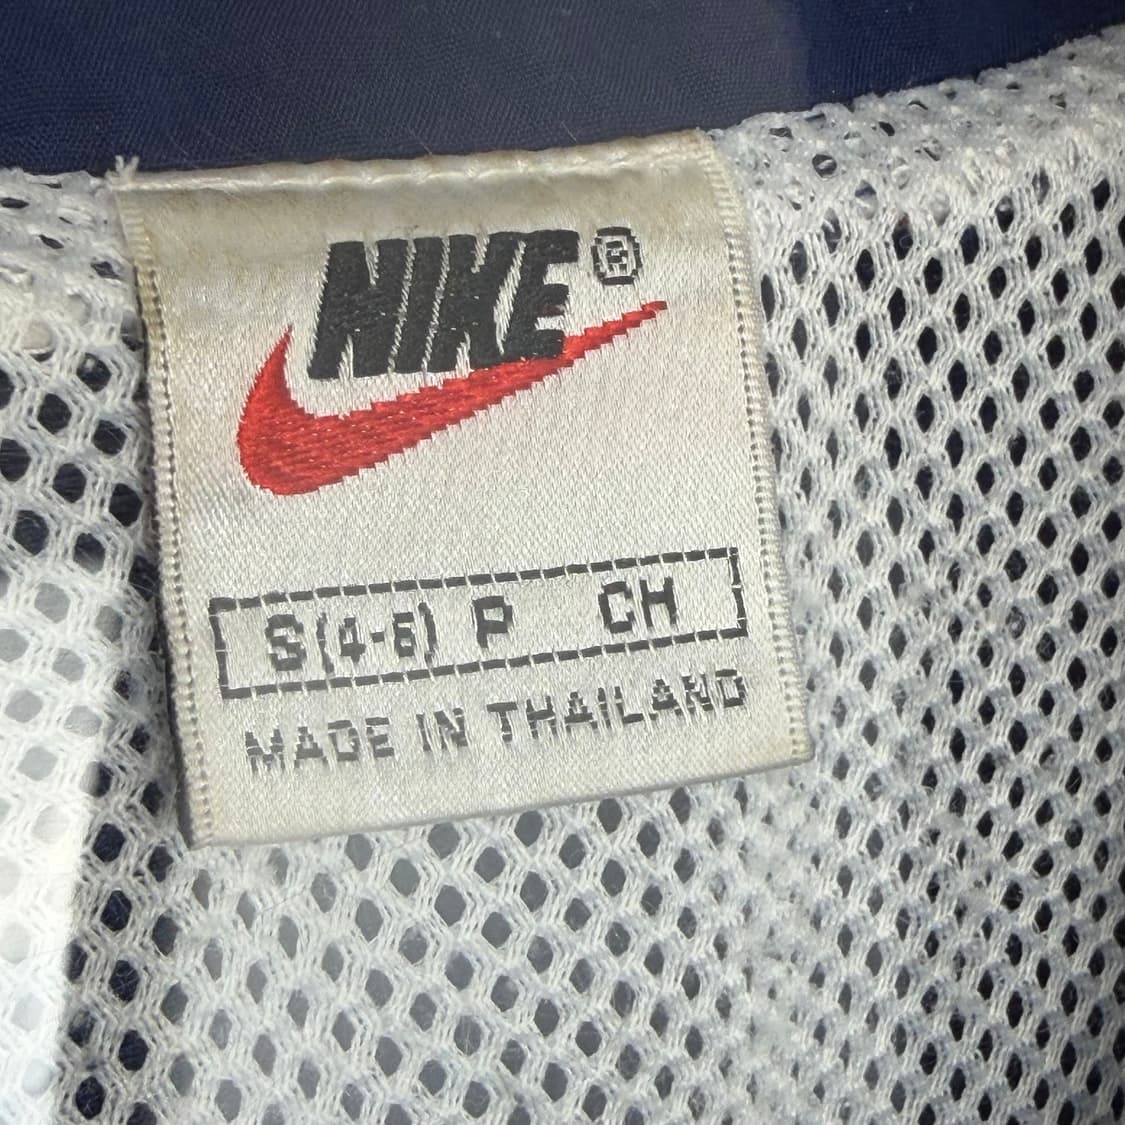 NIKE®
S(4-6) P CH
MADE IN THAILAND